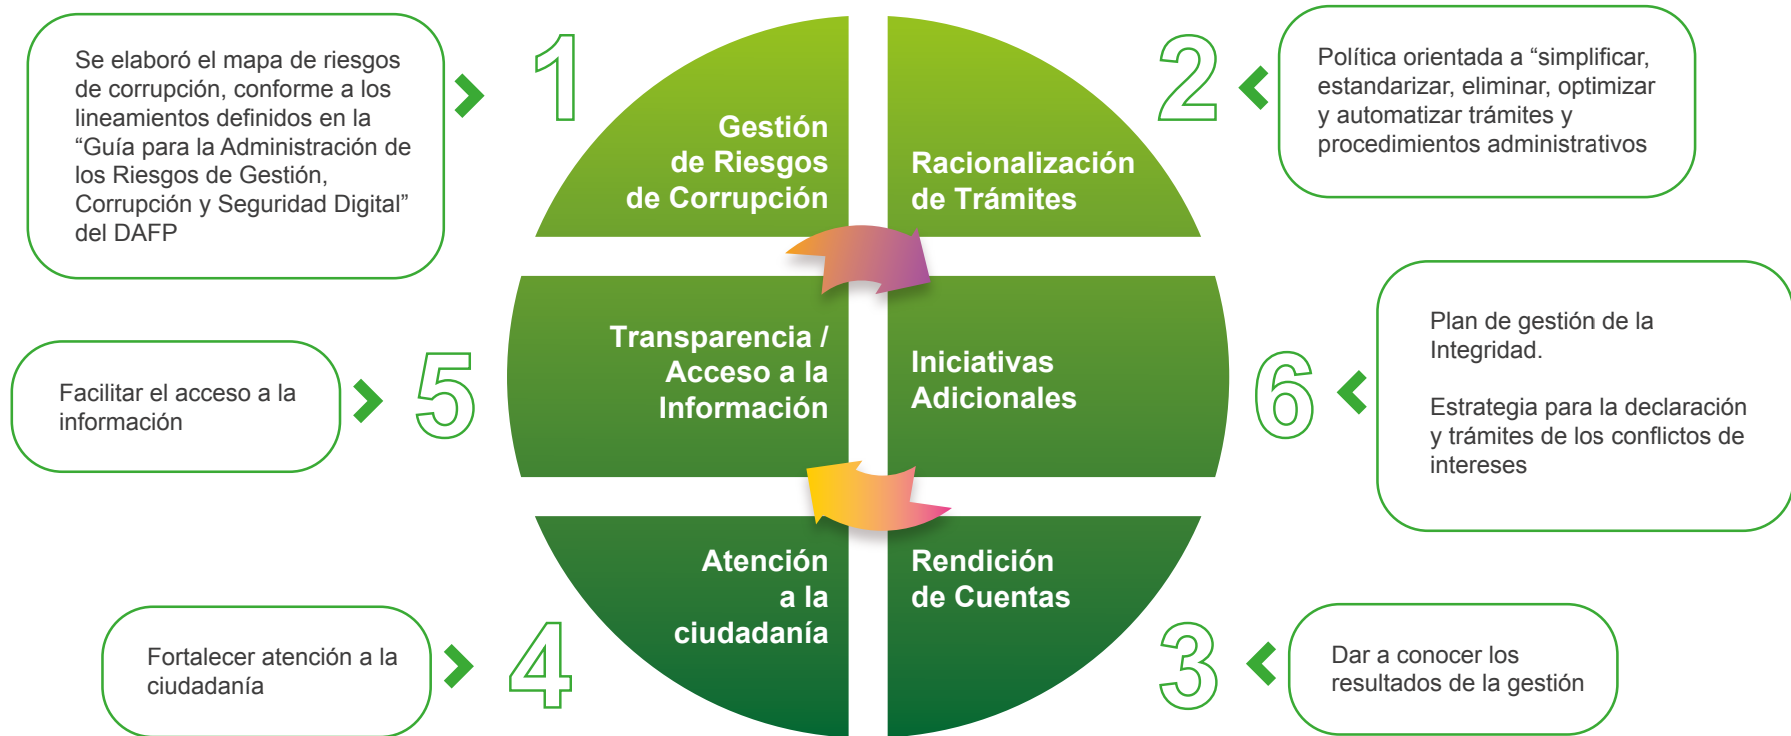 1
Se elaboró el mapa de riesgos
de corrupción, conforme a los
lineamientos definidos en la
“Guía para la Administración de
los Riesgos de Gestión,
Corrupción y Seguridad Digital”
del DAFP
Gestión
de Riesgos
de Corrupción
2
Política orientada a “simplificar,
estandarizar, eliminar, optimizar
y automatizar trámites y
procedimientos administrativos
Racionalización
de Trámites
5
Facilitar el acceso a la
información
Transparencia /
Acceso a la
Información
6
Plan de gestión de la
Integridad.
Estrategia para la declaración
y trámites de los conflictos de
intereses
Iniciativas
Adicionales
4
Fortalecer atención a la
ciudadanía
Atención
a la
ciudadanía
3
Dar a conocer los
resultados de la gestión
Rendición
de Cuentas